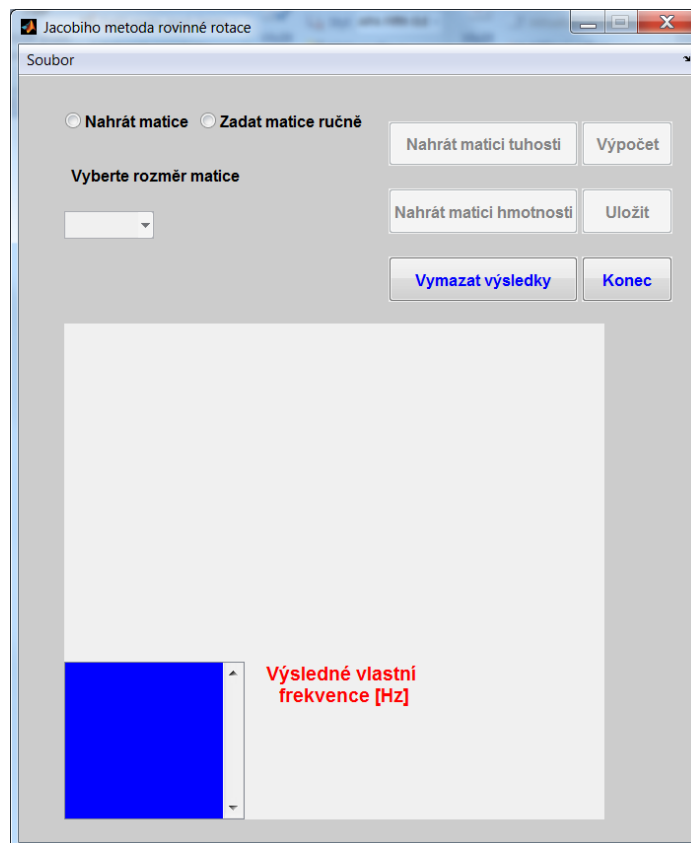 Jacobiho metoda rovinné rotace
Soubor
Nahrát matice Zadat matice ručně
Nahrát matici tuhosti Výpočet
Vyberte rozměr matice
Nahrát matici hmotnosti Uložit
Vymazat výsledky Konec
Výsledné vlastní
frekvence [Hz]